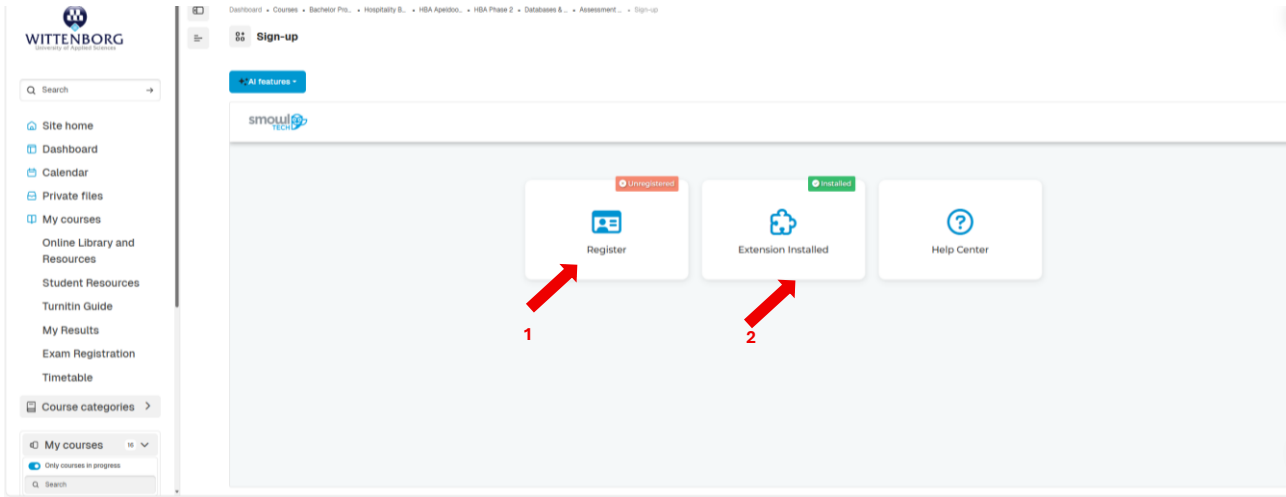 WITTENBORG
University of Applied Sciences
Search
Site home
Dashboard
Calendar
Private files
My courses
Online Library and
Resources
Student Resources
Turnitin Guide
My Results
Exam Registration
Timetable
Course categories
My courses 16
Only courses in progress
Search
Dashboard • Courses • Bachelor Pro... • Hospitality B... • HBA Apeldoo... • HBA Phase 2 • Databases & ... • Assessment ... • Sign-up
Sign-up
AI features
smowl
TECH
Unregistered
Register
Installed
Extension Installed
Help Center
1
2